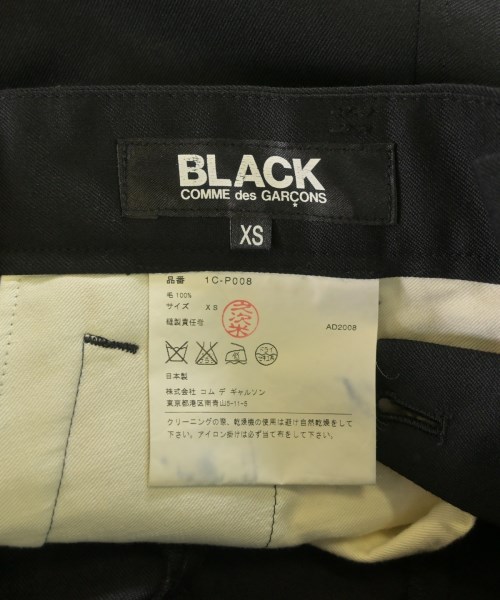 BLACK
COMME des GARÇONS
XS
品番 1C-P008
毛 100%
サイズ XS
縫製責任者
久次米
AD2008
日本製
株式会社 コム デ ギャルソン
東京都港区南青山5-11-5
クリーニングの際、乾燥機の使用は避け自然乾燥をして
下さい。アイロン掛けは必ず当て布をして下さい。